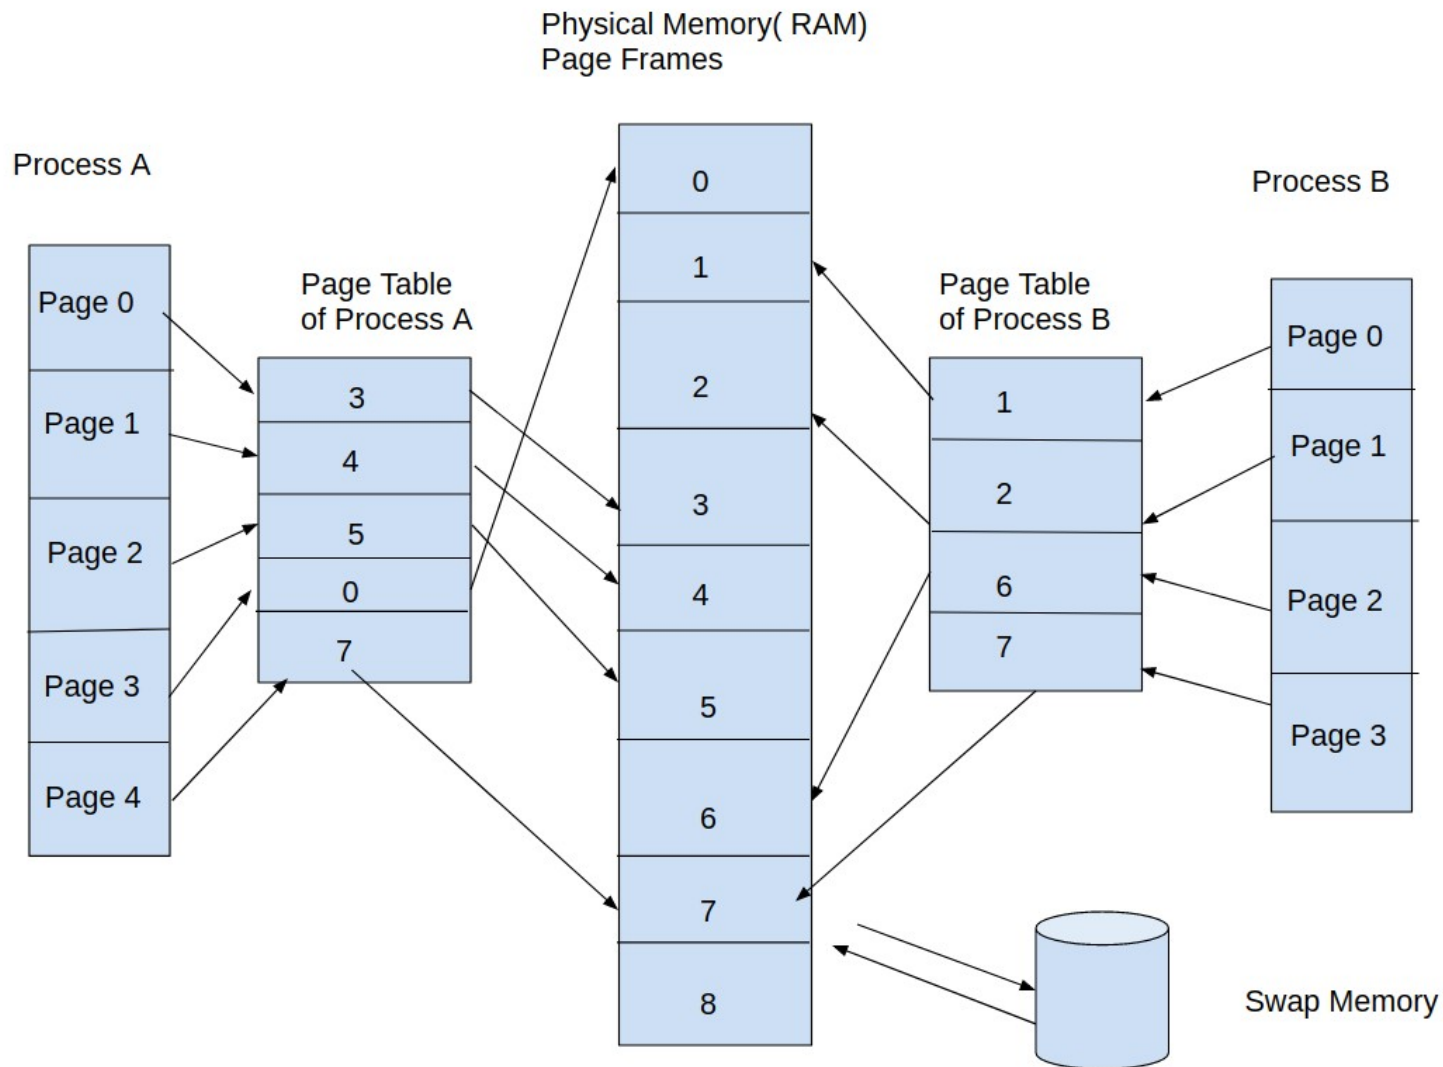 Physical Memory( RAM)
Page Frames
Process A
Page 0
Page 1
Page 2
Page 3
Page 4
Page Table
of Process A
3
4
5
0
7
0
1
2
3
4
5
6
7
8
Page Table
of Process B
1
2
6
7
Process B
Page 0
Page 1
Page 2
Page 3
Swap Memory